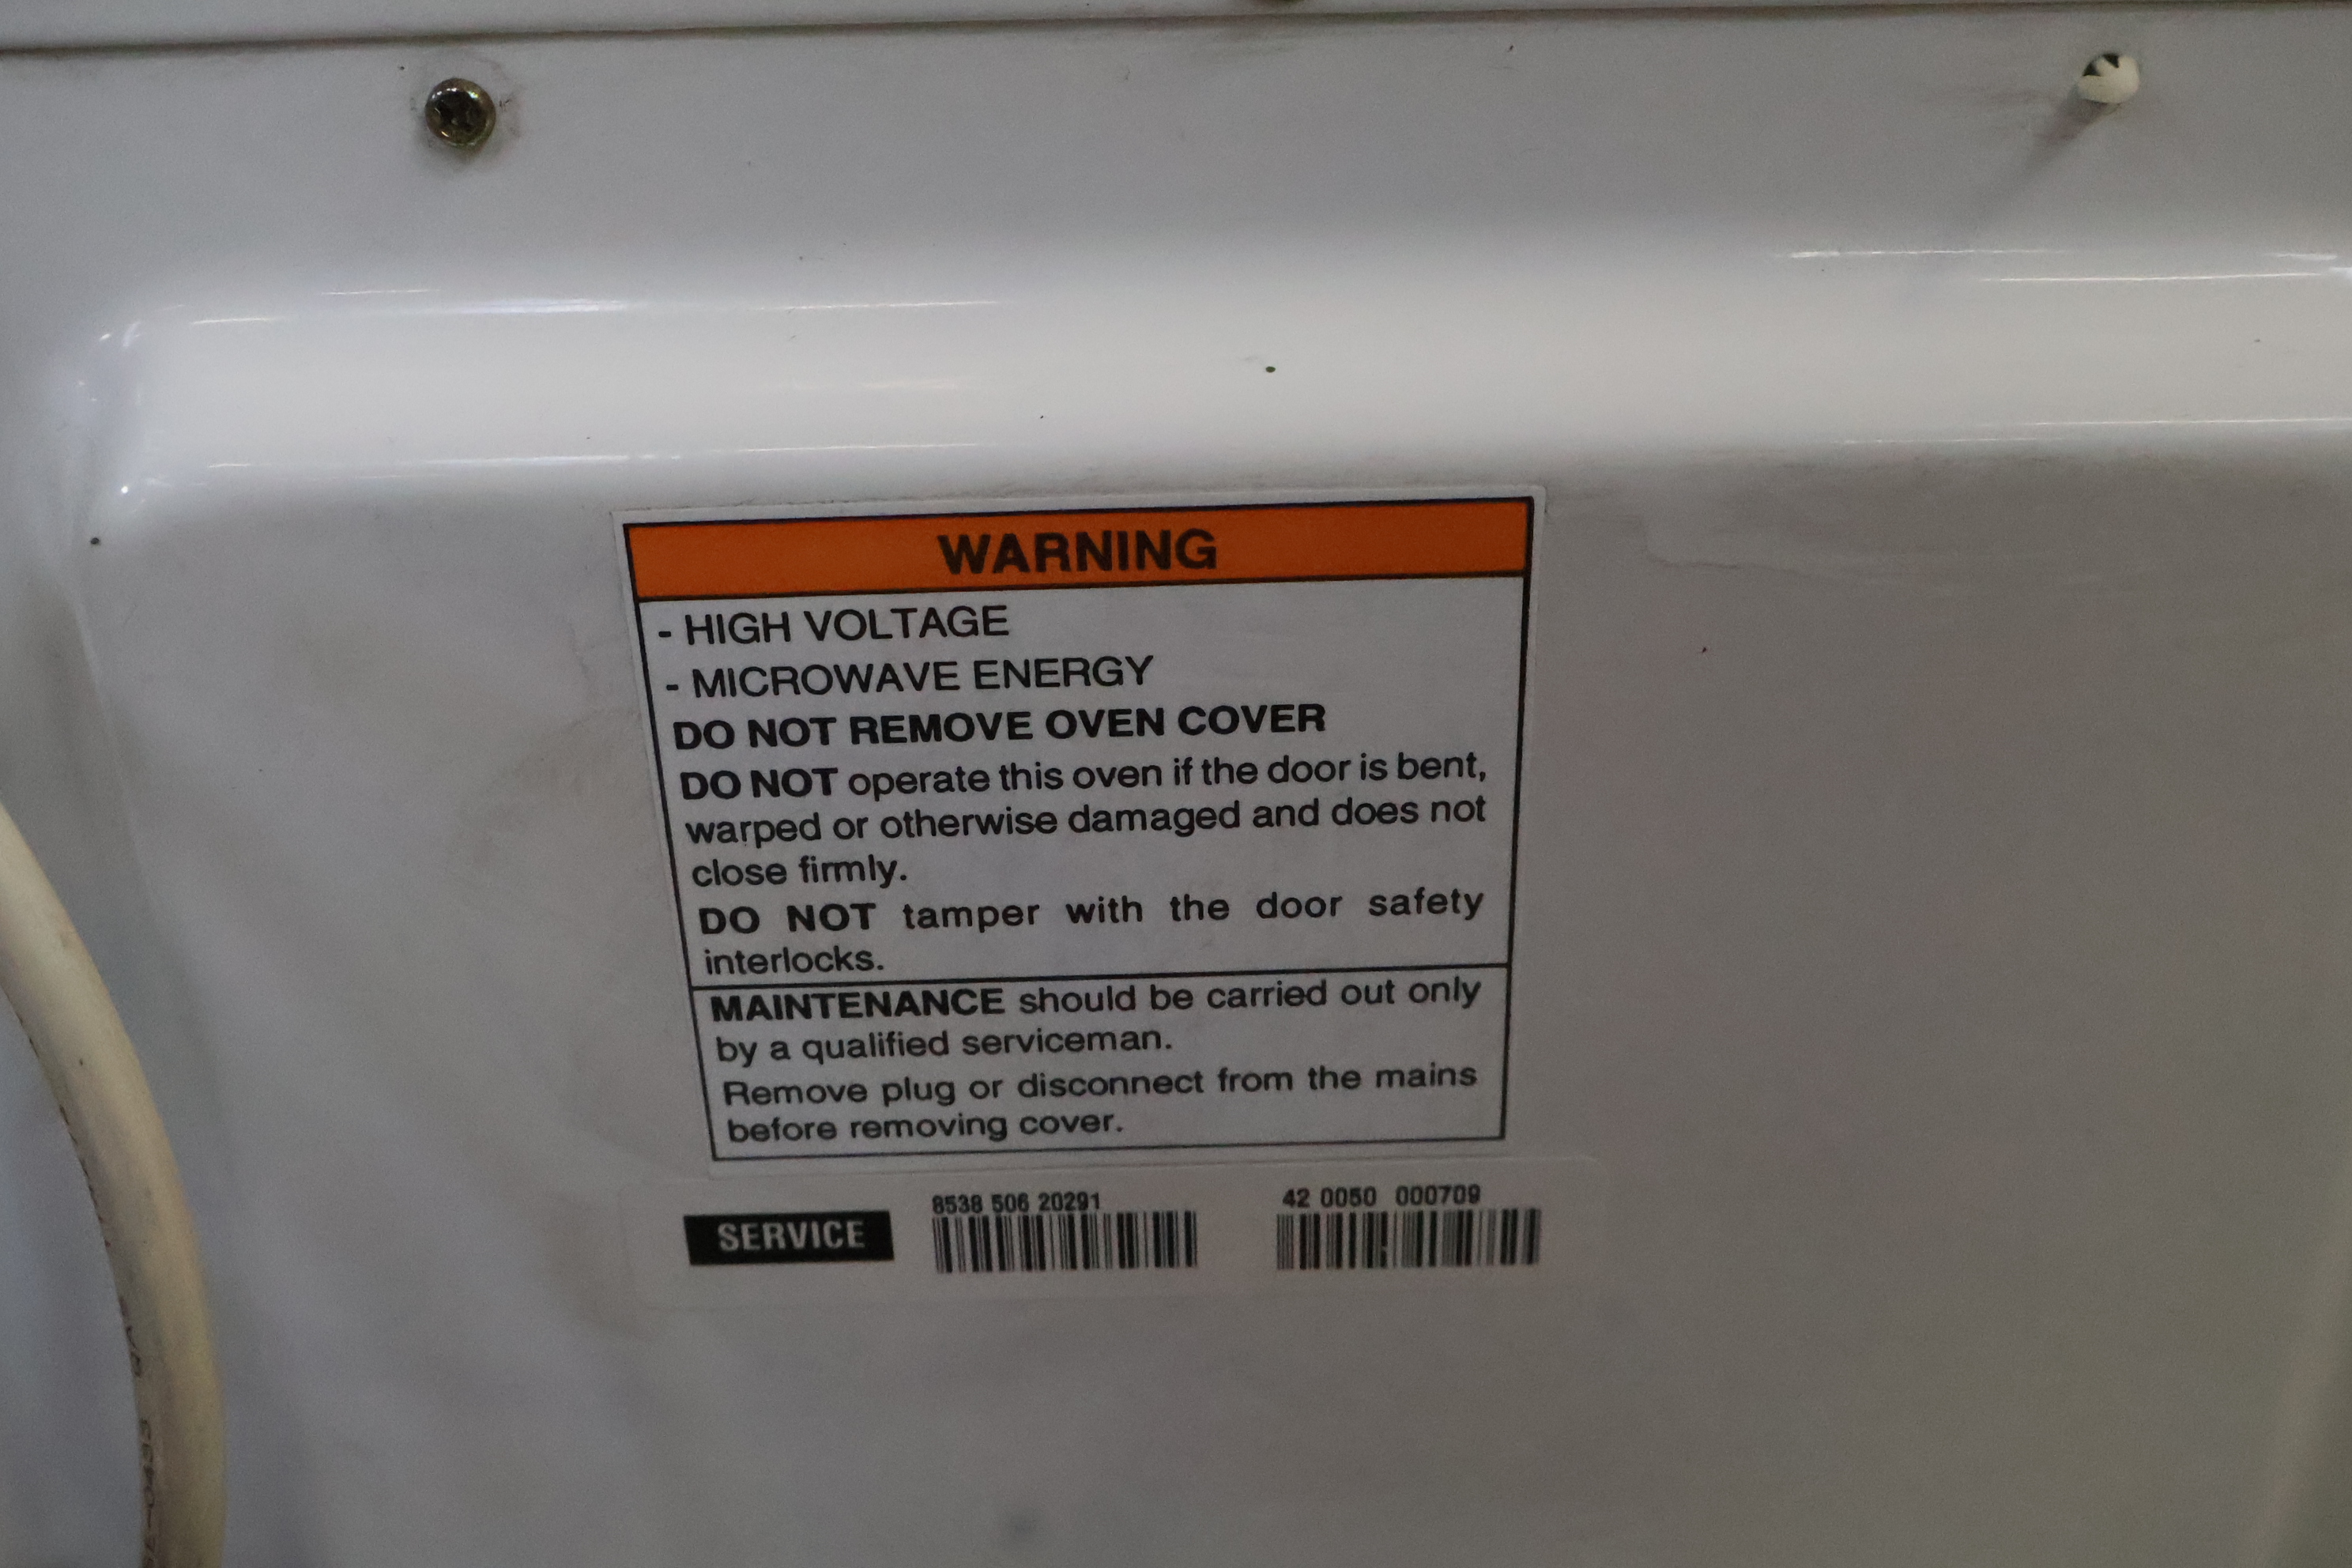 WARNING
- HIGH VOLTAGE
- MICROWAVE ENERGY
DO NOT REMOVE OVEN COVER
DO NOT operate this oven if the door is bent,
warped or otherwise damaged and does not
close firmly.
DO NOT tamper with the door safety
interlocks.
MAINTENANCE should be carried out only
by a qualified serviceman.
Remove plug or disconnect from the mains
before removing cover.
SERVICE
8538 506 20291
42 0050 000709